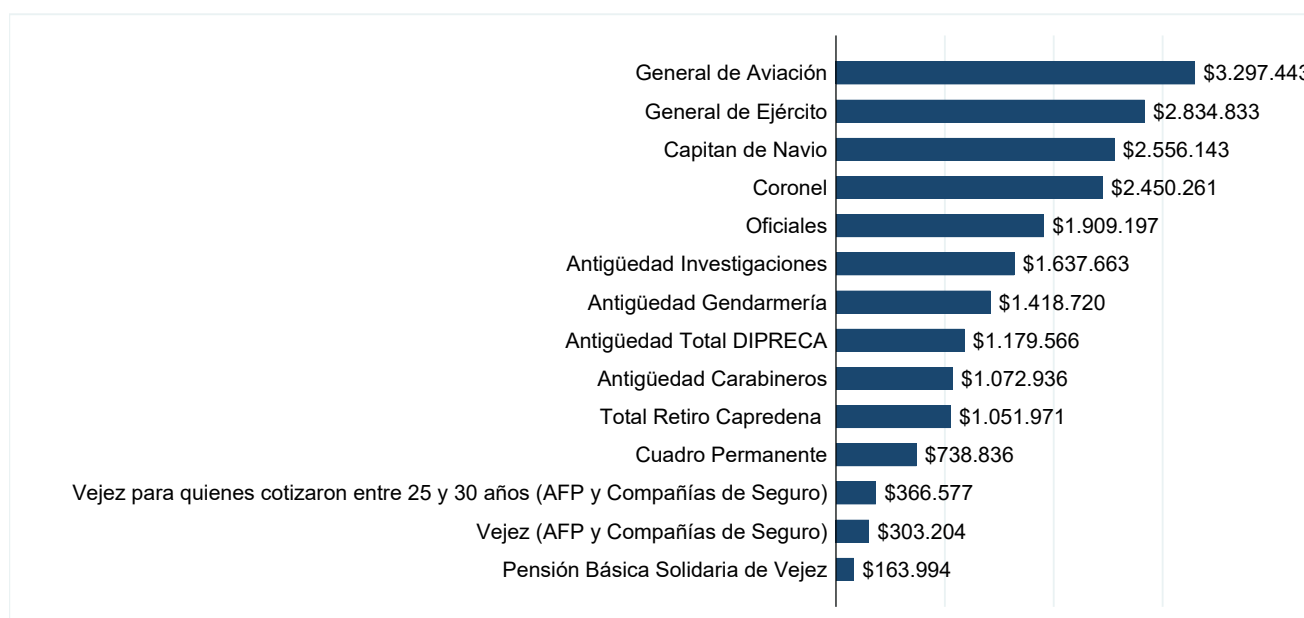 General de Aviación $3.297.443
General de Ejército $2.834.833
Capitan de Navio $2.556.143
Coronel $2.450.261
Oficiales $1.909.197
Antigüedad Investigaciones $1.637.663
Antigüedad Gendarmería $1.418.720
Antigüedad Total DIPRECA $1.179.566
Antigüedad Carabineros $1.072.936
Total Retiro Capredena $1.051.971
Cuadro Permanente $738.836
Vejez para quienes cotizaron entre 25 y 30 años (AFP y Compañías de Seguro) $366.577
Vejez (AFP y Compañías de Seguro) $303.204
Pensión Básica Solidaria de Vejez $163.994